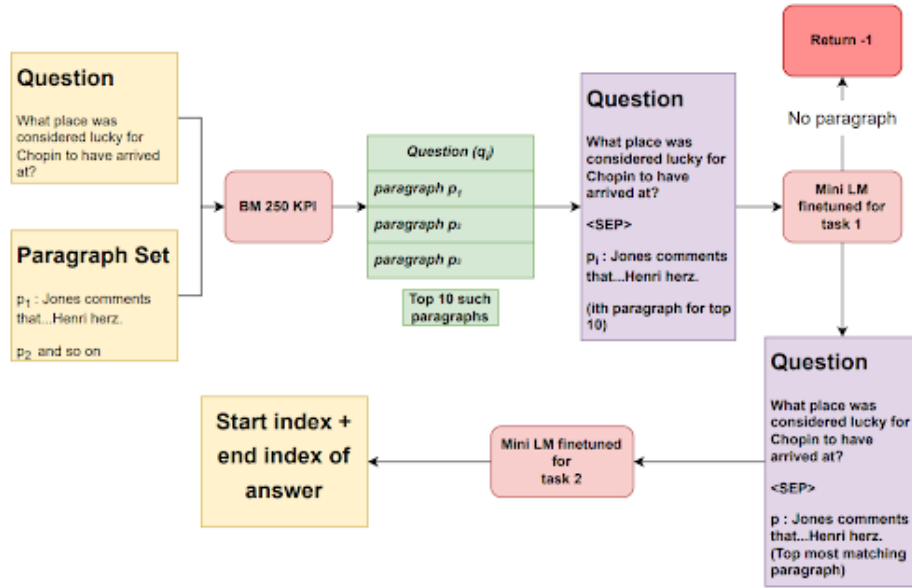 Question
What place was
considered lucky for
Chopin to have arrived
at?
Paragraph Set
p1 : Jones comments
that...Henri herz.
p2 and so on
BM 250 KPI
Question (qi)
paragraph p1
paragraph p2
paragraph p3
Top 10 such
paragraphs
Question
What place was
considered lucky for
Chopin to have
arrived at?
<SEP>
pi : Jones comments
that...Henri herz.
(ith paragraph for top
10)
Return -1
No paragraph
Mini LM
finetuned for
task 1
Question
What place was
considered lucky for
Chopin to have
arrived at?
<SEP>
p : Jones comments
that...Henri herz.
(Top most matching
paragraph)
Mini LM finetuned
for
task 2
Start index +
end index of
answer